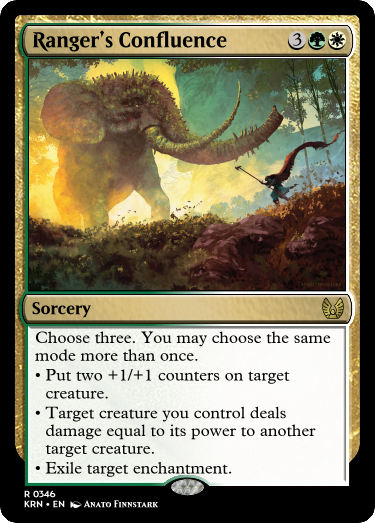 Ranger's Confluence 3
Sorcery
Choose three. You may choose the same
mode more than once.
• Put two +1/+1 counters on target
creature.
• Target creature you control deals
damage equal to its power to another
target creature.
• Exile target enchantment.
R 0346
KRN • EN Anato Finnstark